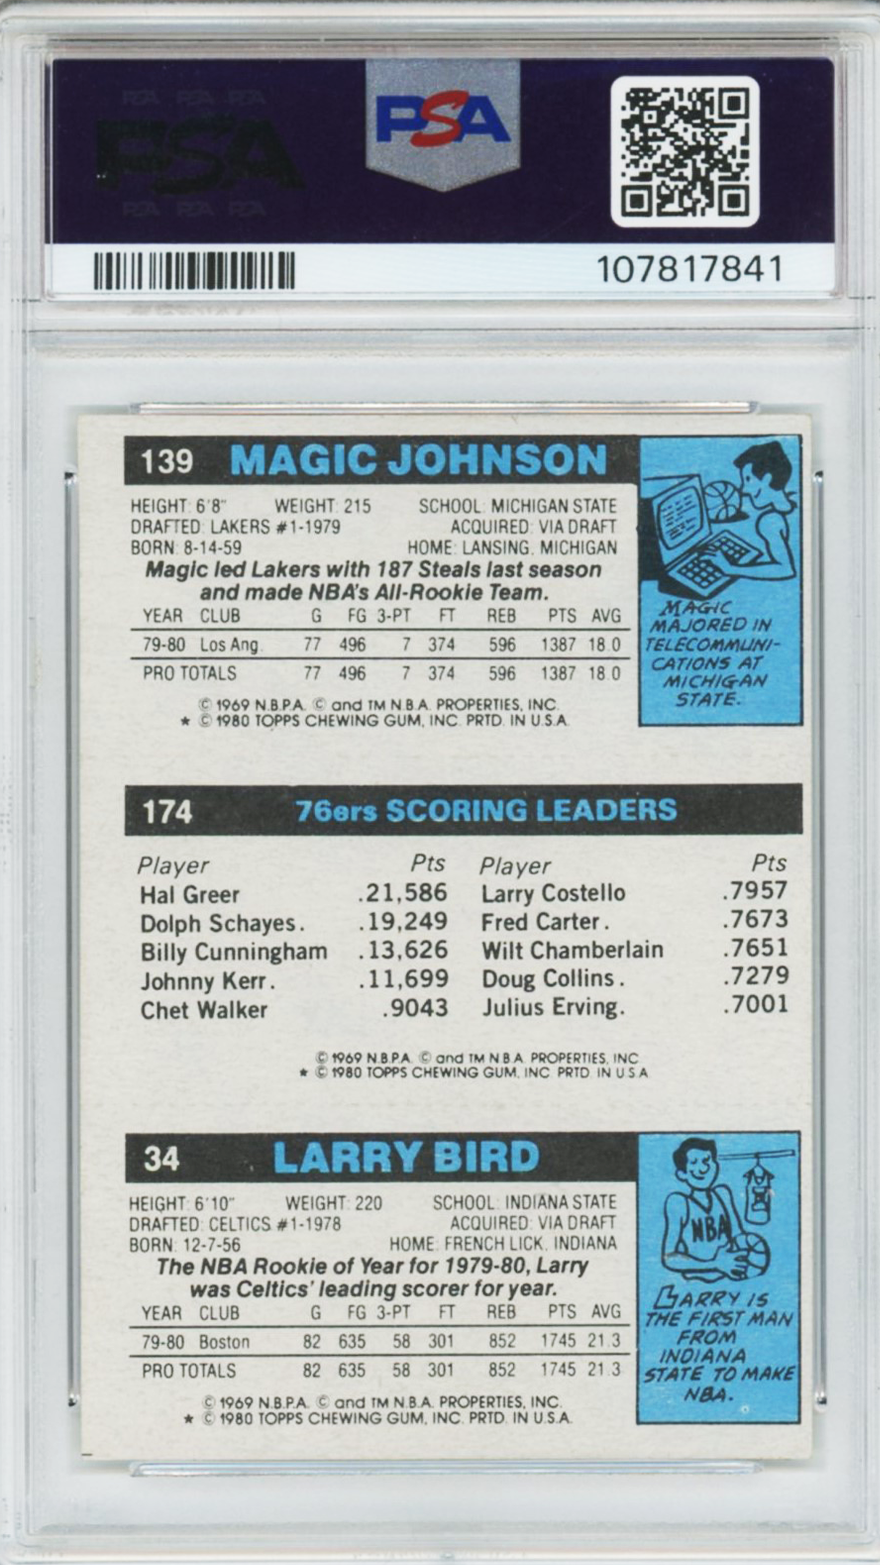 PSA PSA PSA
PSA
PSA PSA PSA
PSA
107817841
139 MAGIC JOHNSON
HEIGHT: 6'8" WEIGHT: 215 SCHOOL: MICHIGAN STATE
DRAFTED: LAKERS #1-1979 ACQUIRED: VIA DRAFT
BORN: 8-14-59 HOME: LANSING, MICHIGAN
Magic led Lakers with 187 Steals last season
and made NBA's All-Rookie Team.
YEAR CLUB G FG 3-PT FT REB PTS AVG
79-80 Los Ang. 77 496 7 374 596 1387 18.0
PRO TOTALS 77 496 7 374 596 1387 18.0
© 1969 N.B.P.A. © and TM N.B.A. PROPERTIES, INC.
★ © 1980 TOPPS CHEWING GUM, INC. PRTD. IN U.S.A.
MAGIC
MAJORED IN
TELECOMMUNI-
CATIONS AT
MICHIGAN
STATE.
174 76ers SCORING LEADERS
Player Pts Player Pts
Hal Greer .21,586 Larry Costello .7957
Dolph Schayes. .19,249 Fred Carter. .7673
Billy Cunningham .13,626 Wilt Chamberlain .7651
Johnny Kerr. .11,699 Doug Collins. .7279
Chet Walker .9043 Julius Erving. .7001
© 1969 N.B.P.A. © and TM N.B.A. PROPERTIES, INC.
★ © 1980 TOPPS CHEWING GUM, INC. PRTD. IN U.S.A.
34 LARRY BIRD
HEIGHT: 6'10" WEIGHT: 220 SCHOOL: INDIANA STATE
DRAFTED: CELTICS #1-1978 ACQUIRED: VIA DRAFT
BORN: 12-7-56 HOME: FRENCH LICK, INDIANA
The NBA Rookie of Year for 1979-80, Larry
was Celtics' leading scorer for year.
YEAR CLUB G FG 3-PT FT REB PTS AVG
79-80 Boston 82 635 58 301 852 1745 21.3
PRO TOTALS 82 635 58 301 852 1745 21.3
© 1969 N.B.P.A. © and TM N.B.A. PROPERTIES, INC.
★ © 1980 TOPPS CHEWING GUM, INC. PRTD. IN U.S.A.
NBA
LARRY IS
THE FIRST MAN
FROM
INDIANA
STATE TO MAKE
NBA.